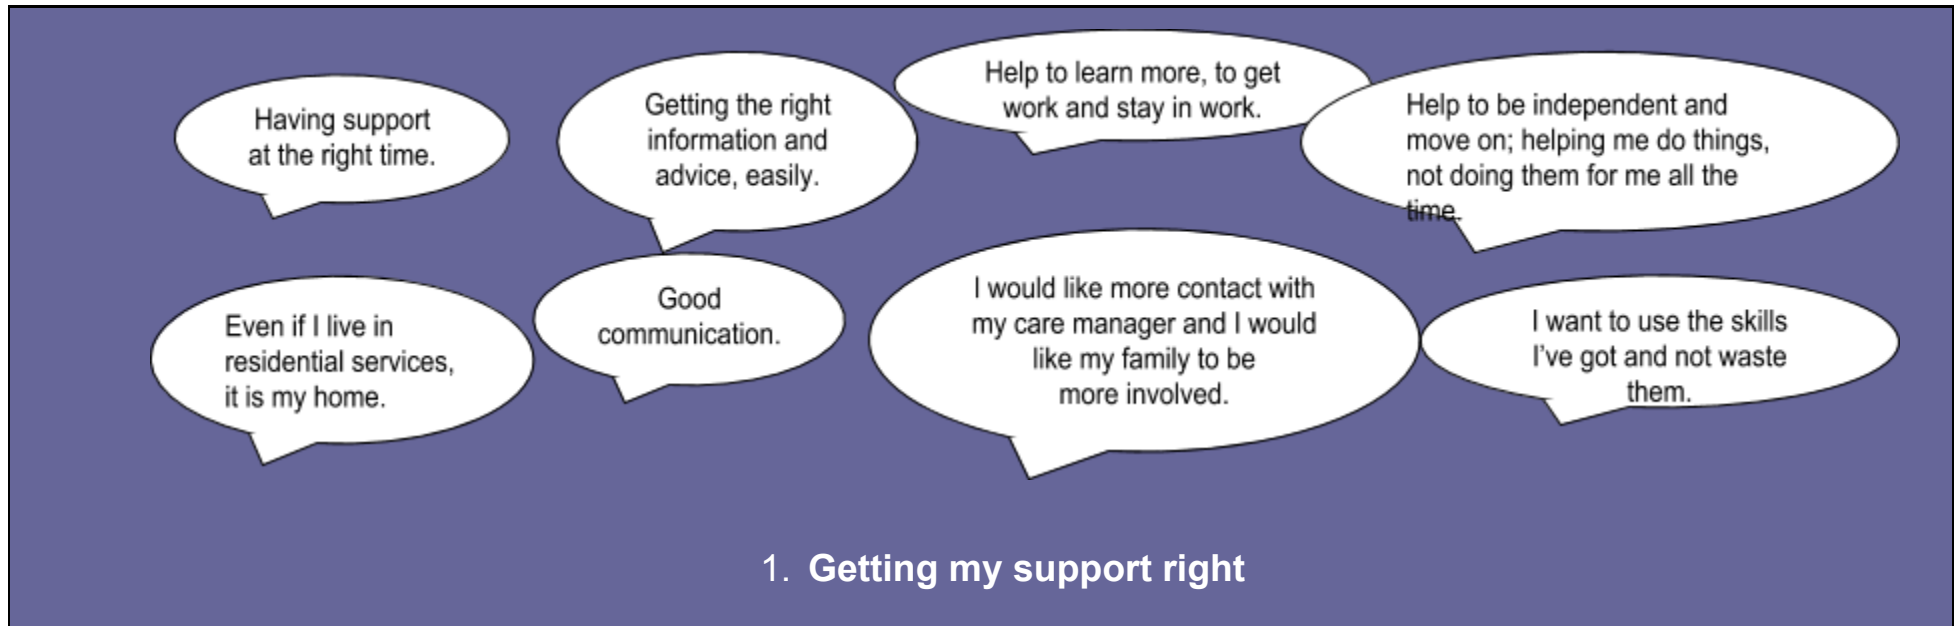 Having support
at the right time.
Getting the right
information and
advice, easily.
Help to learn more, to get
work and stay in work.
Help to be independent and
move on; helping me do things,
not doing them for me all the
time.
Even if I live in
residential services,
it is my home.
Good
communication.
I would like more contact with
my care manager and I would
like my family to be
more involved.
I want to use the skills
I've got and not waste
them.
1. Getting my support right